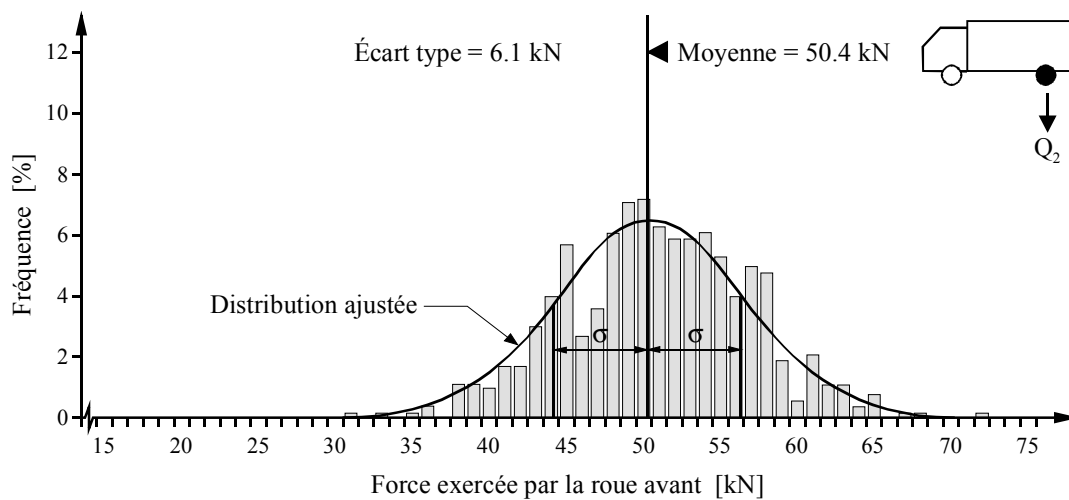 Écart type = 6.1 kN
Moyenne = 50.4 kN
Q₂
Fréquence [%]
12
10
8
6
4
2
0
Distribution ajustée
σ
σ
15 20 25 30 35 40 45 50 55 60 65 70 75
Force exercée par la roue avant [kN]